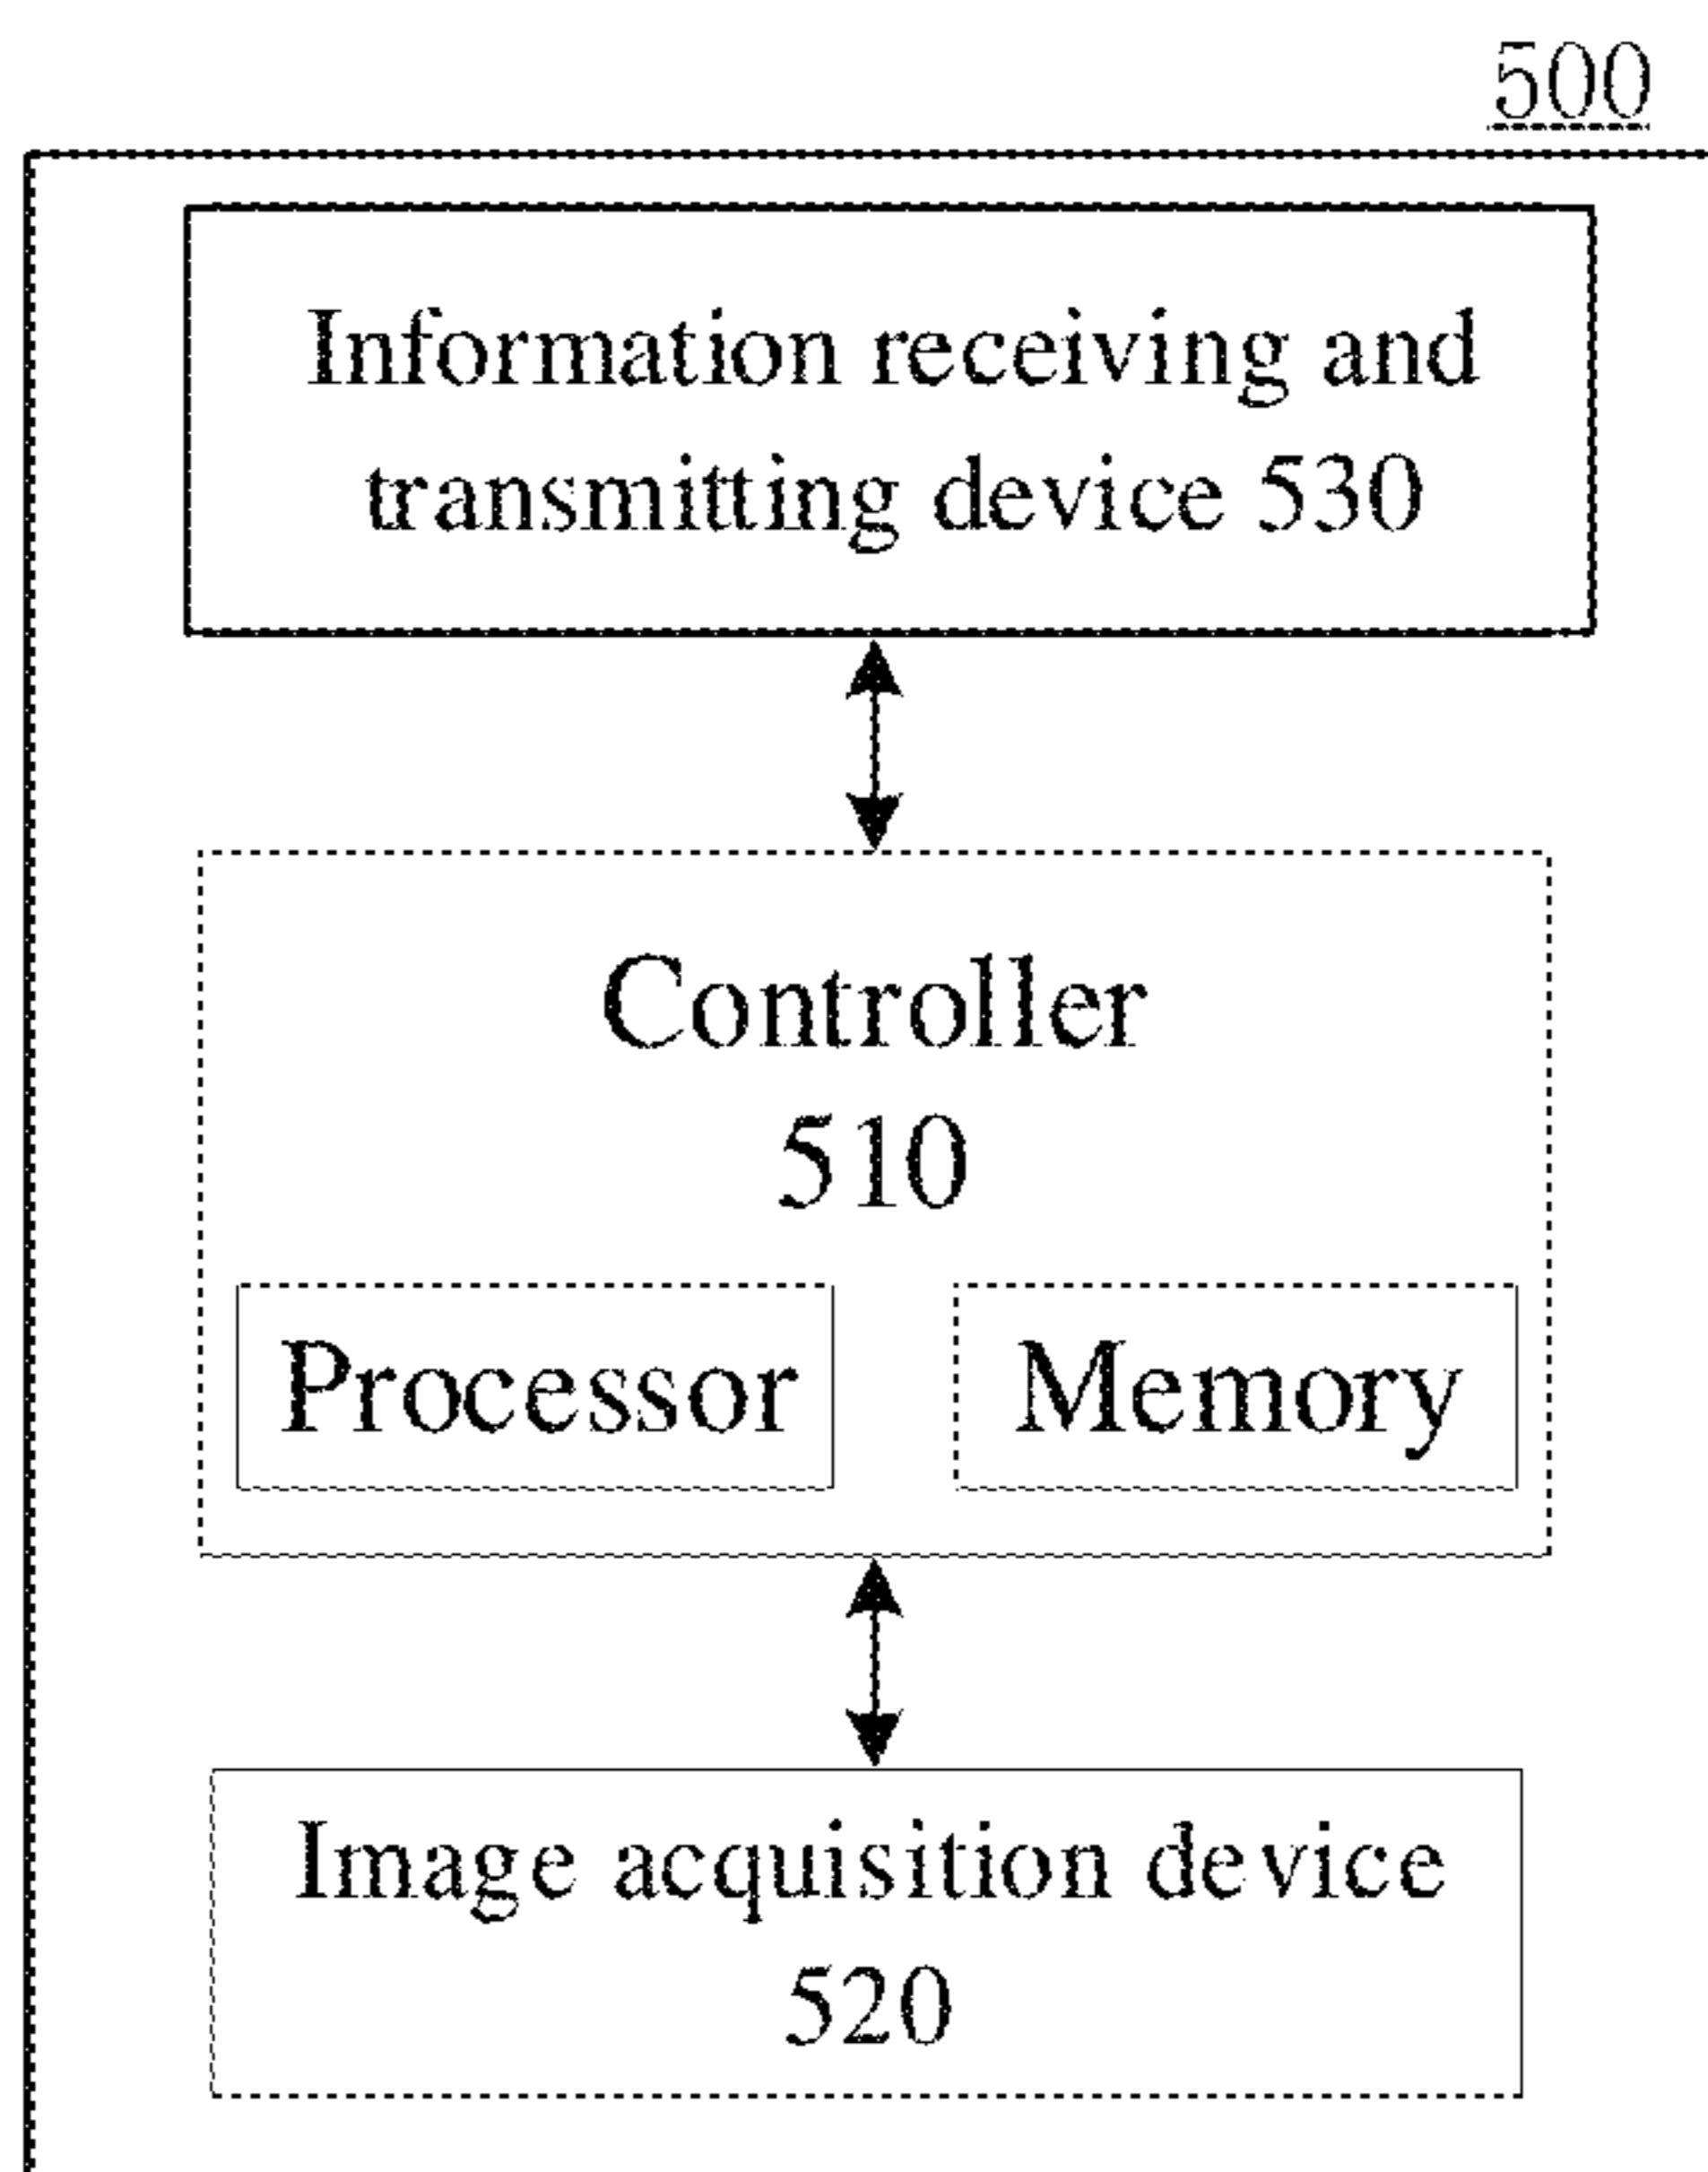 500
Information receiving and
transmitting device 530
Controller
510
Processor Memory
Image acquisition device
520